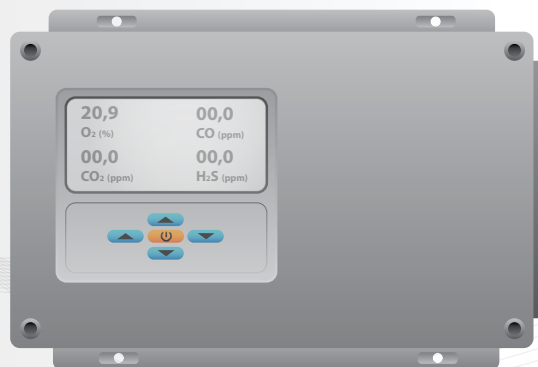 20,9 00,0
O₂ (%) CO (ppm)
00,0 00,0
CO₂ (ppm) H₂S (ppm)